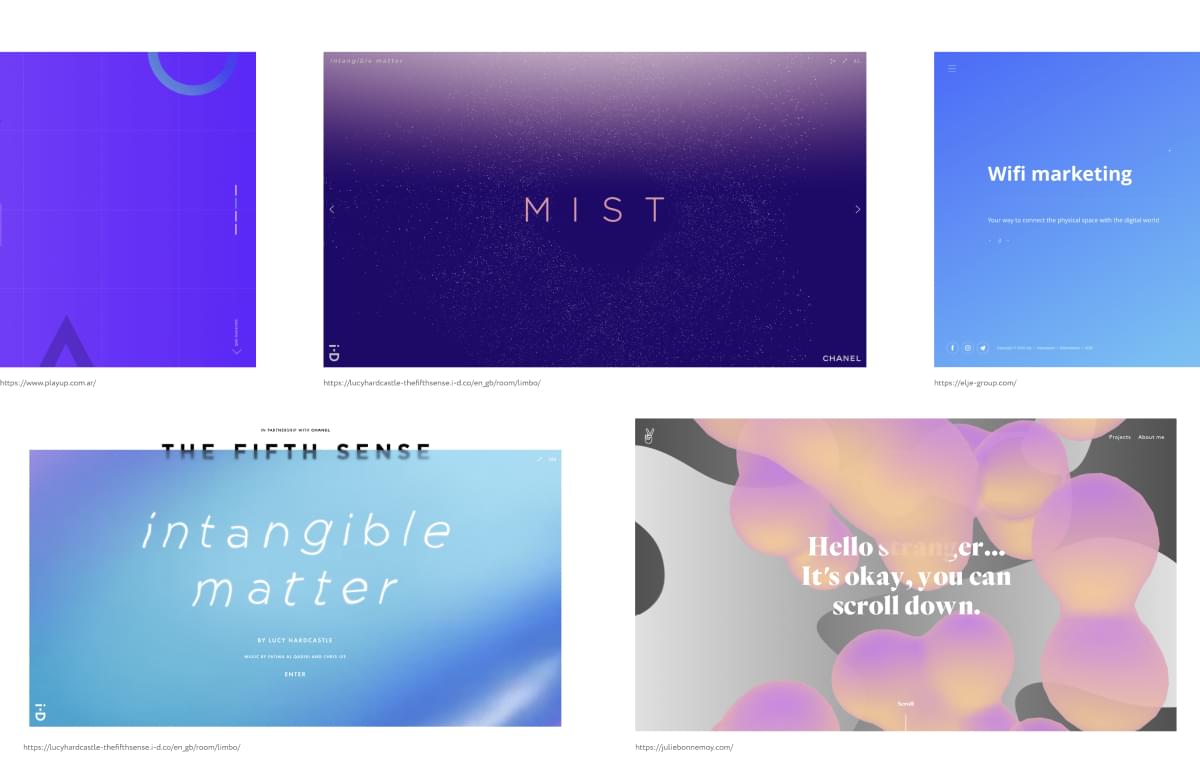 intangible matter
MIST
i-D
CHANEL
Wifi marketing
Your way to connect the physical space with the digital world
https://www.playup.com.ar/
https://lucyhardcastle-thefifthsense.i-d.co/en_gb/room/limbo/
https://elje-group.com/
IN PARTNERSHIP WITH CHANEL
THE FIFTH SENSE
intangible
matter
BY LUCY HARDCASTLE
MUSIC BY FATIMA AL QADIRI AND CHRIS LEE
ENTER
i-D
https://lucyhardcastle-thefifthsense.i-d.co/en_gb/room/limbo/
Projects About me
Hello stranger...
It's okay, you can
scroll down.
Scroll
https://juliebonnemoy.com/